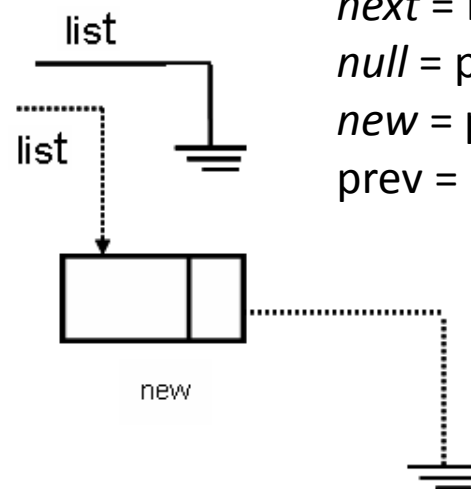 list
next =
null =
new =
prev =
list
new